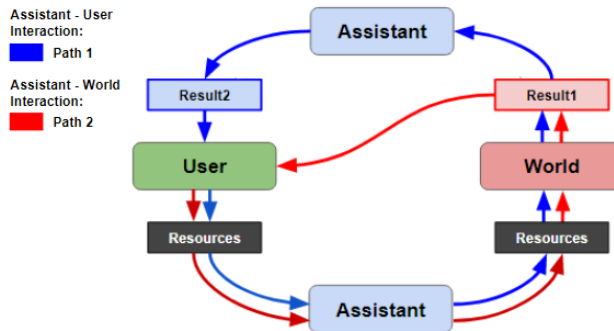 Assistant - User
Interaction:
Path 1
Assistant - World
Interaction:
Path 2
Assistant
Result2
Result1
User
World
Resources
Resources
Assistant